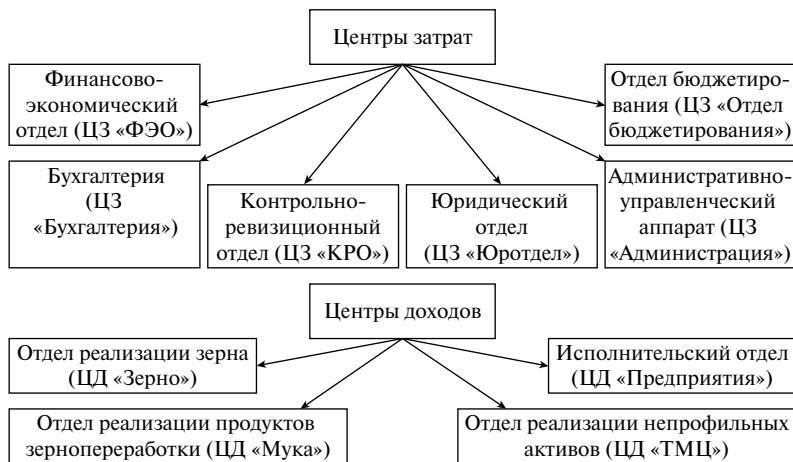 Центры затрат
Финансово-
экономический
отдел (ЦЗ «ФЭО»)
Отдел бюджетиро-
вания (ЦЗ «Отдел
бюджетирования»)
Бухгалтерия
(ЦЗ
«Бухгалтерия»)
Контрольно-
ревизионный
отдел (ЦЗ «КРО»)
Юридический
отдел
(ЦЗ «Юротдел»)
Административно-
управленческий
аппарат (ЦЗ
«Администрация»)
Центры доходов
Отдел реализации зерна
(ЦД «Зерно»)
Исполнительский отдел
(ЦД «Предприятия»)
Отдел реализации продуктов
зернопереработки (ЦД «Мука»)
Отдел реализации непрофильных
активов (ЦД «ТМЦ»)